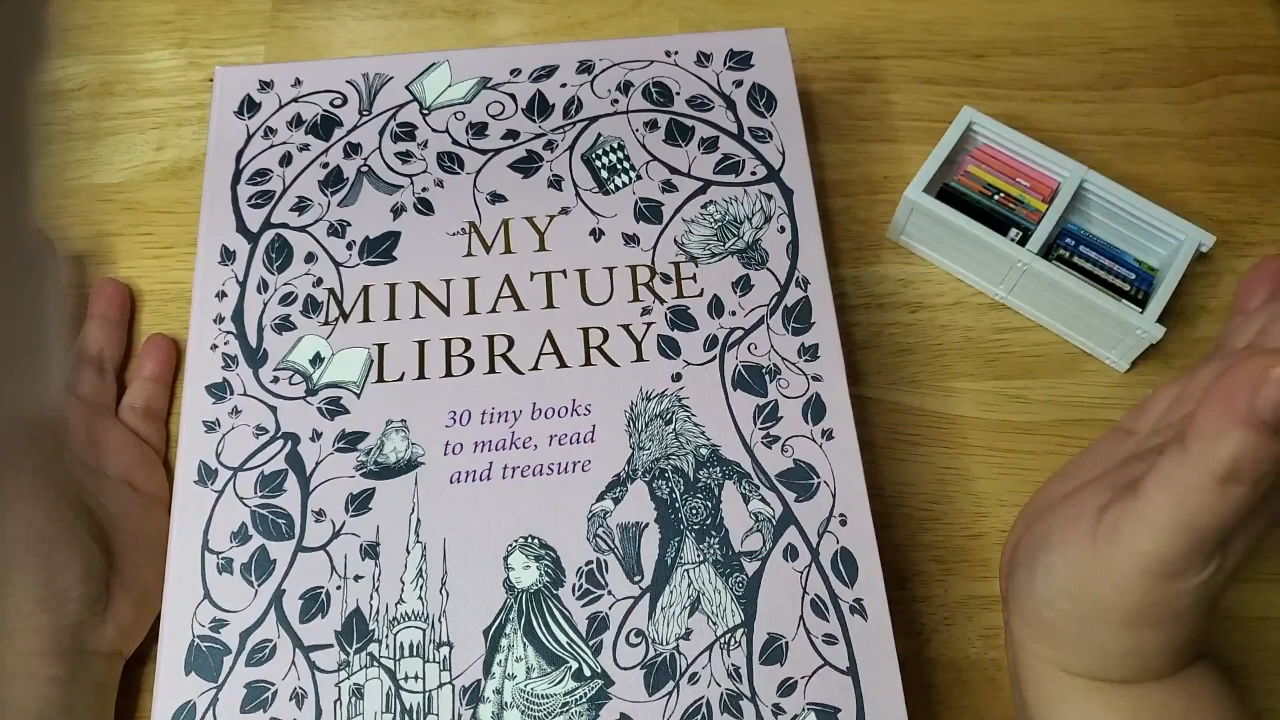 MY
MINIATURE
LIBRARY
30 tiny books
to make, read
and treasure